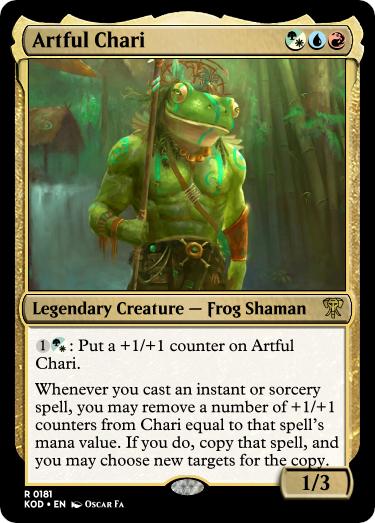 Artful Chari
Legendary Creature — Frog Shaman
1 : Put a +1/+1 counter on Artful
Chari.
Whenever you cast an instant or sorcery
spell, you may remove a number of +1/+1
counters from Chari equal to that spell’s
mana value. If you do, copy that spell, and
you may choose new targets for the copy.
1/3
R 0181
KOD • EN Oscar Fa